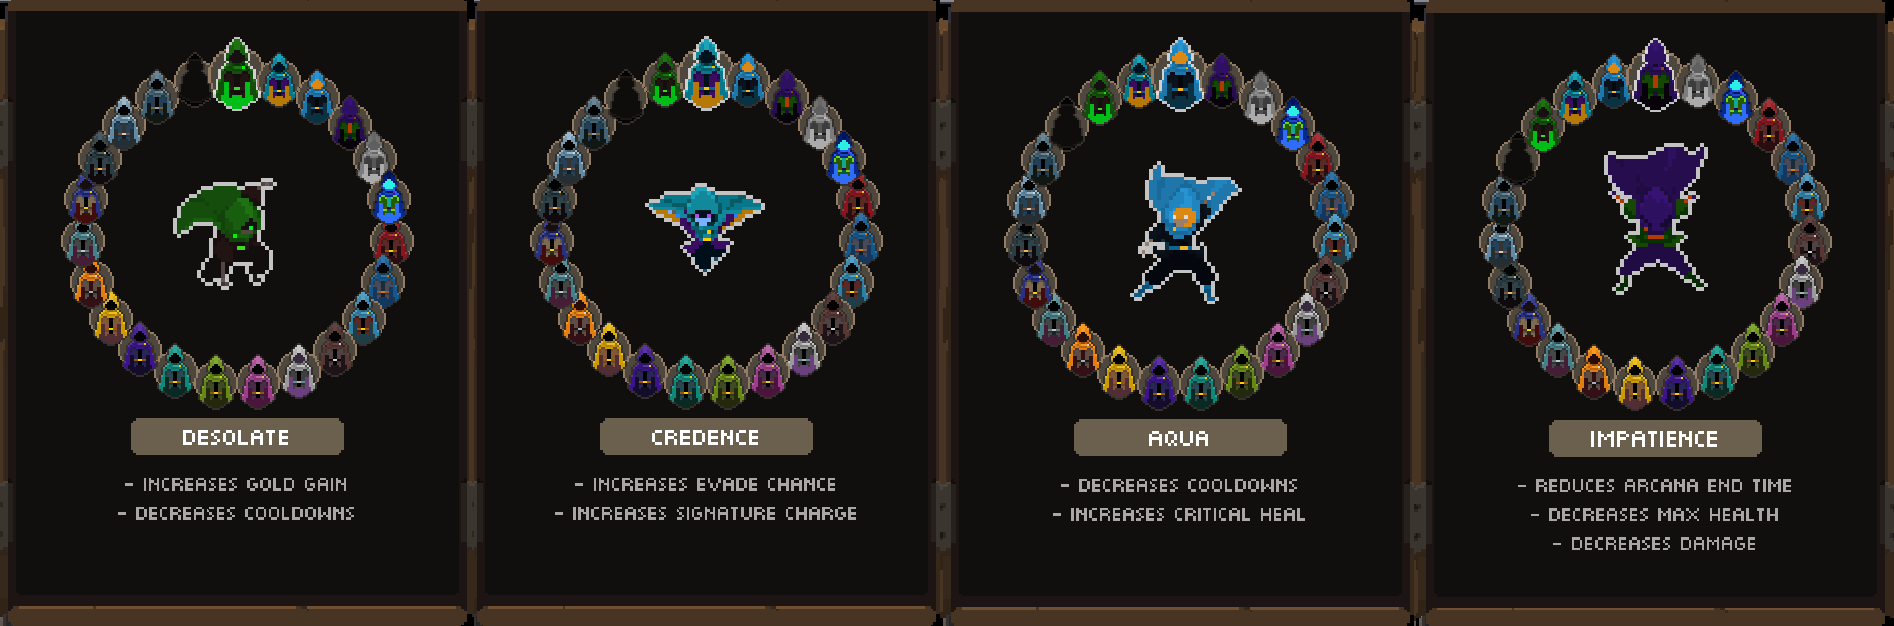 DESOLATE
- INCREASES GOLD GAIN
- DECREASES COOLDOWNS
CREDENCE
- INCREASES EVADE CHANCE
- INCREASES SIGNATURE CHARGE
AQUA
- DECREASES COOLDOWNS
- INCREASES CRITICAL HEAL
IMPATIENCE
- REDUCES ARCANA END TIME
- DECREASES MAX HEALTH
- DECREASES DAMAGE